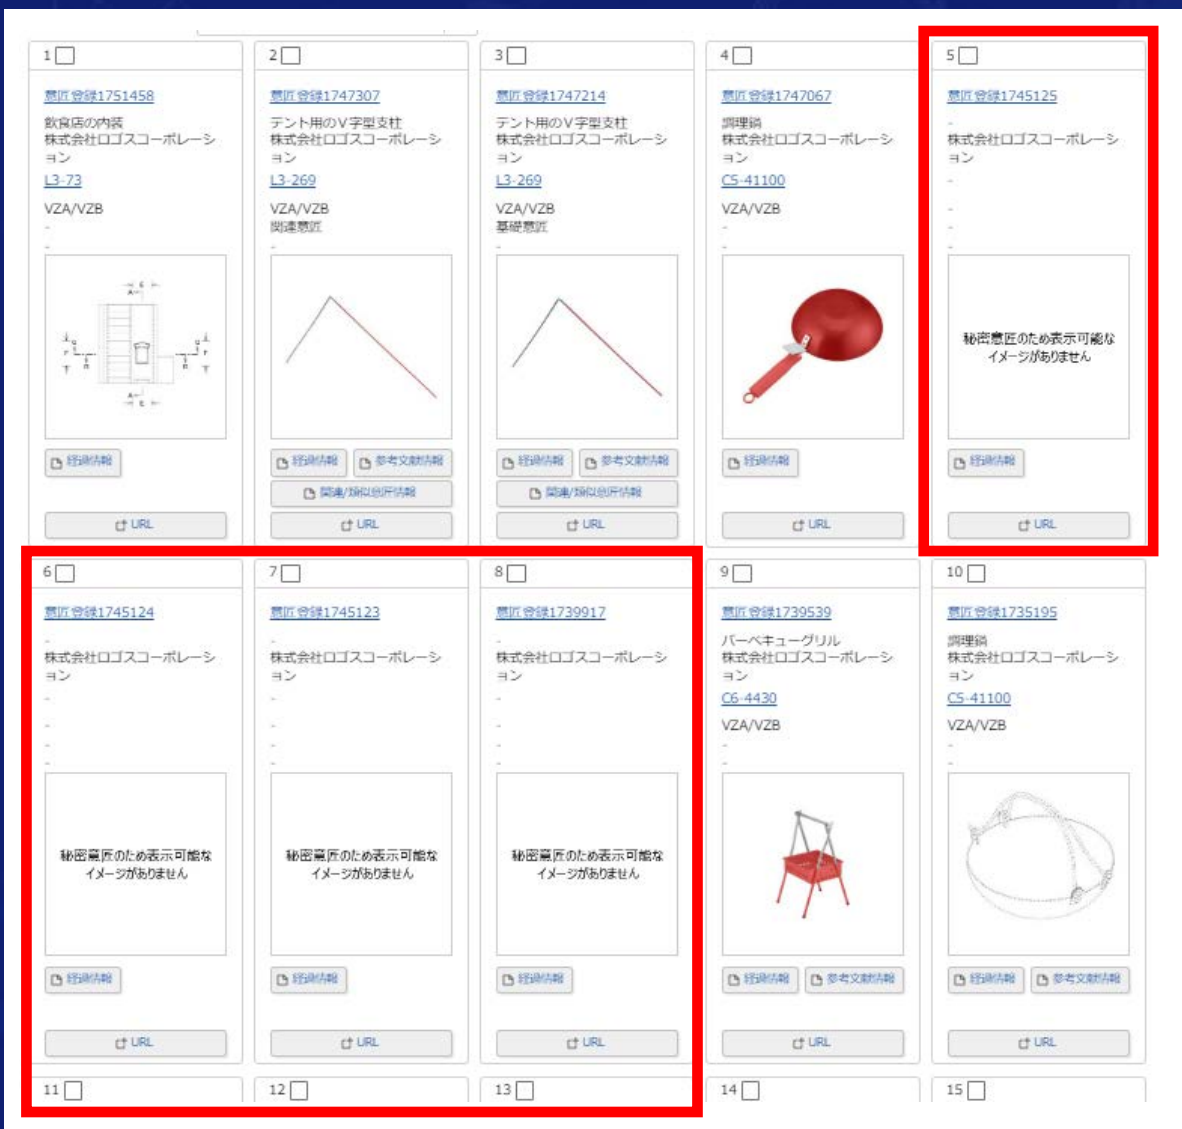 1
意匠登録1751458
飲食店の内装
株式会社ロゴスコーポレーシ
ョン
L3-73
VZA/VZB
-
-
経過情報
URL
2
意匠登録1747307
テント用のV字型支柱
株式会社ロゴスコーポレーシ
ョン
L3-269
VZA/VZB
関連意匠
-
経過情報
参考文献情報
関連/類似意匠情報
URL
3
意匠登録1747214
テント用のV字型支柱
株式会社ロゴスコーポレーシ
ョン
L3-269
VZA/VZB
基礎意匠
-
経過情報
参考文献情報
関連/類似意匠情報
URL
4
意匠登録1747067
調理鍋
株式会社ロゴスコーポレーシ
ョン
C5-41100
VZA/VZB
-
-
経過情報
URL
5
意匠登録1745125
-
株式会社ロゴスコーポレーシ
ョン
-
-
-
-
秘密意匠のため表示可能な
イメージがありません
経過情報
URL
6
意匠登録1745124
-
株式会社ロゴスコーポレーシ
ョン
-
-
-
-
秘密意匠のため表示可能な
イメージがありません
経過情報
URL
7
意匠登録1745123
-
株式会社ロゴスコーポレーシ
ョン
-
-
-
-
秘密意匠のため表示可能な
イメージがありません
経過情報
URL
8
意匠登録1739917
-
株式会社ロゴスコーポレーシ
ョン
-
-
-
-
秘密意匠のため表示可能な
イメージがありません
経過情報
URL
9
意匠登録1739539
バーベキューグリル
株式会社ロゴスコーポレーシ
ョン
C6-4430
VZA/VZB
-
-
経過情報
参考文献情報
URL
10
意匠登録1735195
調理鍋
株式会社ロゴスコーポレーシ
ョン
C5-41100
VZA/VZB
-
-
経過情報
参考文献情報
URL
11
12
13
14
15